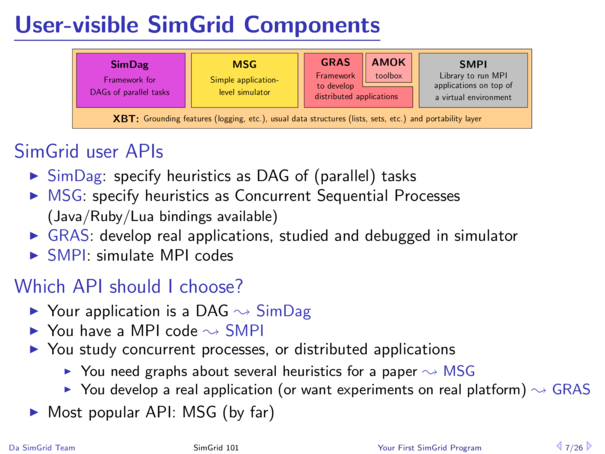 User-visible SimGrid Components
SimDag
Framework for
DAGs of parallel tasks
MSG
Simple application-
level simulator
GRAS
Framework
to develop
distributed applications
AMOK
toolbox
SMPI
Library to run MPI
applications on top of
a virtual environment
XBT: Grounding features (logging, etc.), usual data structures (lists, sets, etc.) and portability layer
SimGrid user APIs
▶ SimDag: specify heuristics as DAG of (parallel) tasks
▶ MSG: specify heuristics as Concurrent Sequential Processes
(Java/Ruby/Lua bindings available)
▶ GRAS: develop real applications, studied and debugged in simulator
▶ SMPI: simulate MPI codes
Which API should I choose?
▶ Your application is a DAG ⇝ SimDag
▶ You have a MPI code ⇝ SMPI
▶ You study concurrent processes, or distributed applications
▶ You need graphs about several heuristics for a paper ⇝ MSG
▶ You develop a real application (or want experiments on real platform) ⇝ GRAS
▶ Most popular API: MSG (by far)
Da SimGrid Team
SimGrid 101
Your First SimGrid Program
7/26